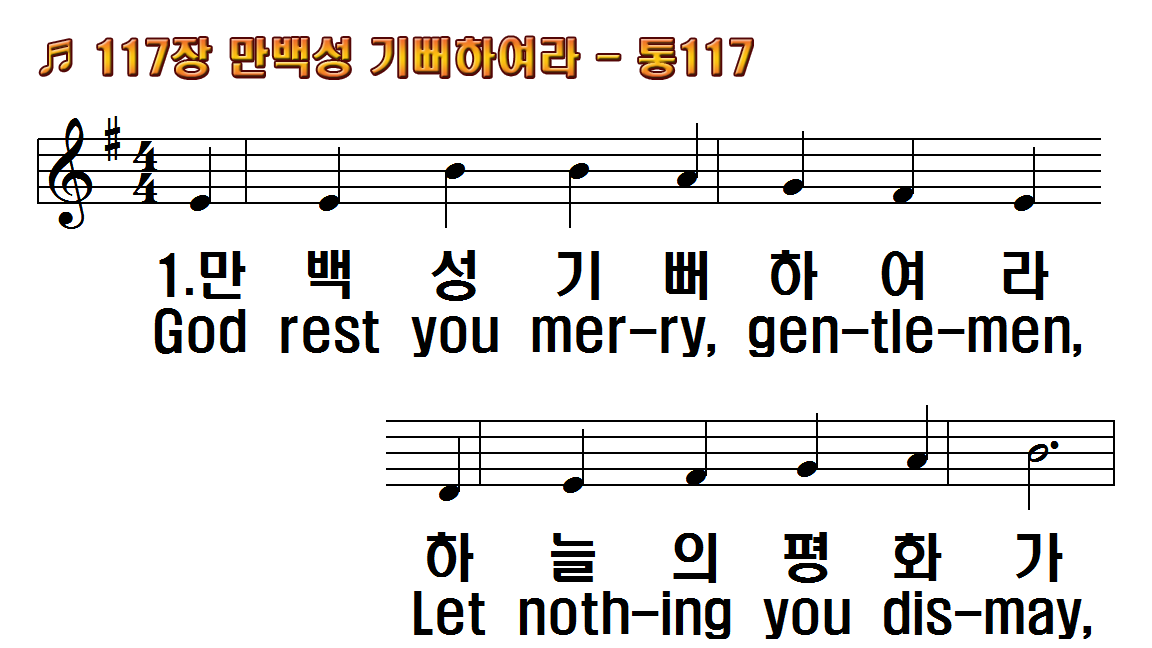 ♬ 117장 만백성 기뻐하여라 - 통117
4/4
1.만 백 성 기 뻐 하 여 라
God rest you mer-ry, gen-tle-men,
하 늘 의 평 화 가
Let noth-ing you dis-may,